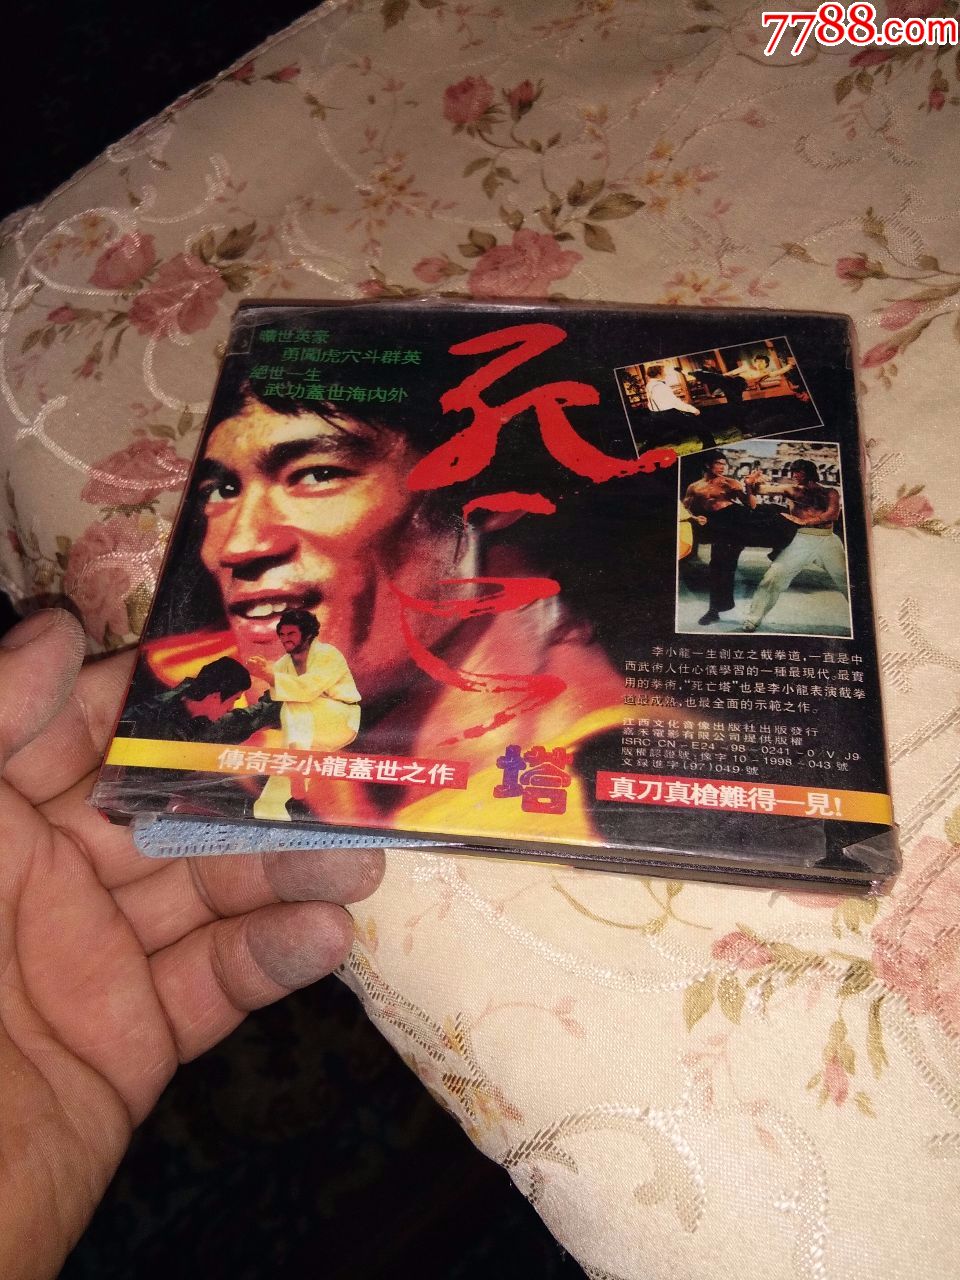 7788.com
曠世英豪
勇闖虎穴斗群英
絕世一生
武功蓋世海內外
死亡
塔
李小龍一生創立之截拳道,一直是中
西武術人仕心儀學習的一種最現代、最實
用的拳術,“死亡塔”也是李小龍表演截拳
道最成熟,也最全面的示範之作。
江西文化音像出版社出版發行
嘉禾電影有限公司提供版權
ISRC CN-E24-98-0241-0/V.J9
版權認證號:豫字10-1998-043號
文録進字(97)049號
傳奇李小龍蓋世之作
真刀真槍難得一見!